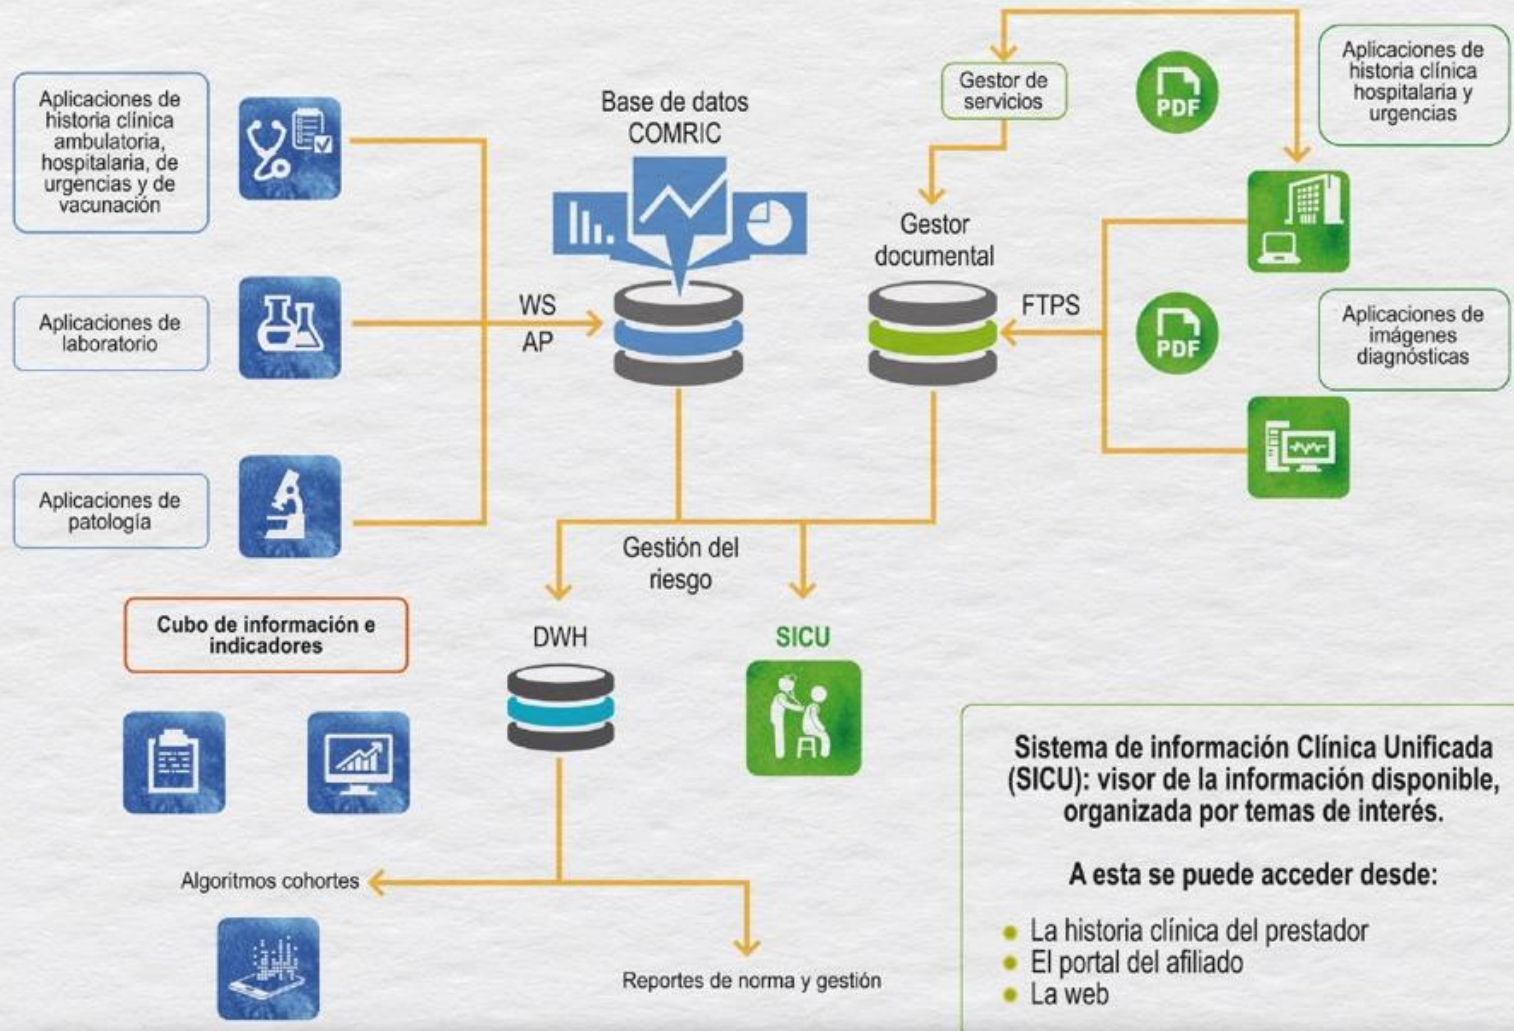 Aplicaciones de
historia clínica
ambulatoria,
hospitalaria, de
urgencias y de
vacunación
Aplicaciones de
laboratorio
Aplicaciones de
patología
Base de datos
COMRIC
WS
AP
Gestor de
servicios
Gestor
documental
FTPS
PDF
PDF
Aplicaciones de
historia clínica
hospitalaria y
urgencias
Aplicaciones de
imágenes
diagnósticas
Gestión del
riesgo
Cubo de información e
indicadores
DWH
SICU
Algoritmos cohortes
Reportes de norma y gestión
Sistema de información Clínica Unificada
(SICU): visor de la información disponible,
organizada por temas de interés.
A esta se puede acceder desde:
La historia clínica del prestador
El portal del afiliado
La web